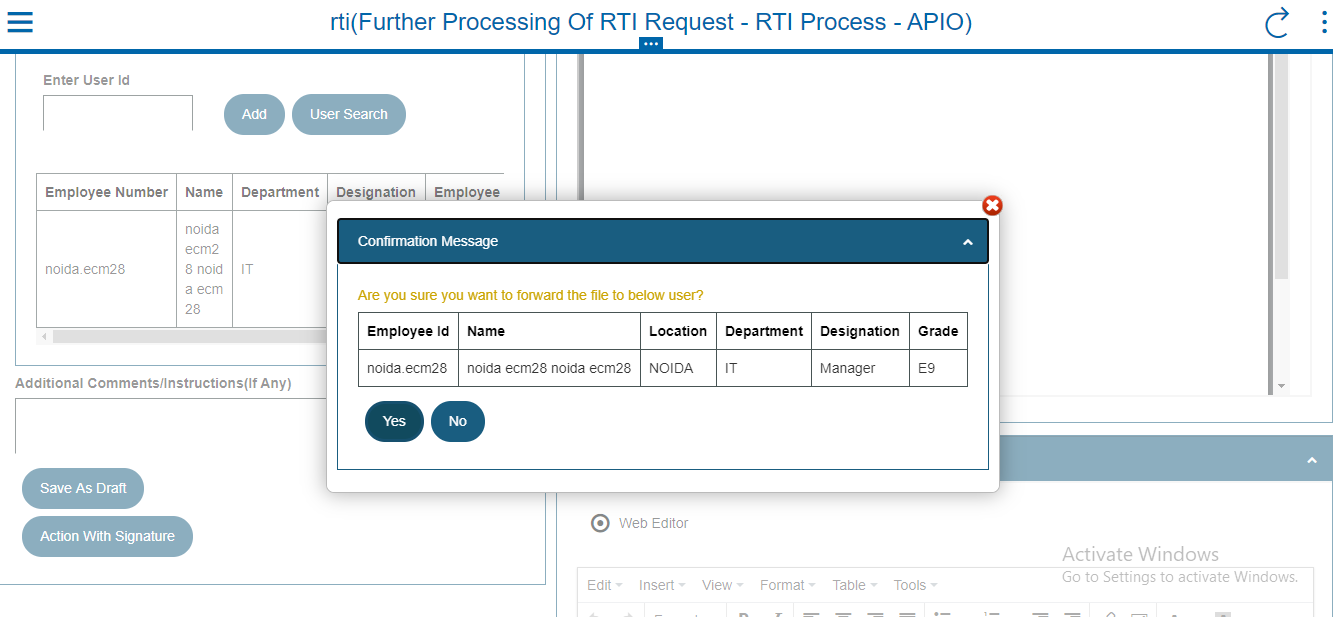 rti(Further Processing Of RTI Request - RTI Process - APIO)
Enter User Id
Add
User Search
Employee Number Name Department Designation Employee
noida.ecm28
noida
ecm2
8 noid
a ecm
28
IT
Additional Comments/Instructions(If Any)
Save As Draft
Action With Signature
Confirmation Message
Are you sure you want to forward the file to below user?
Employee Id Name Location Department Designation Grade
noida.ecm28 noida ecm28 noida ecm28 NOIDA IT Manager E9
Yes
No
Web Editor
Activate Windows
Go to Settings to activate Windows.
Edit Insert View Format Table Tools